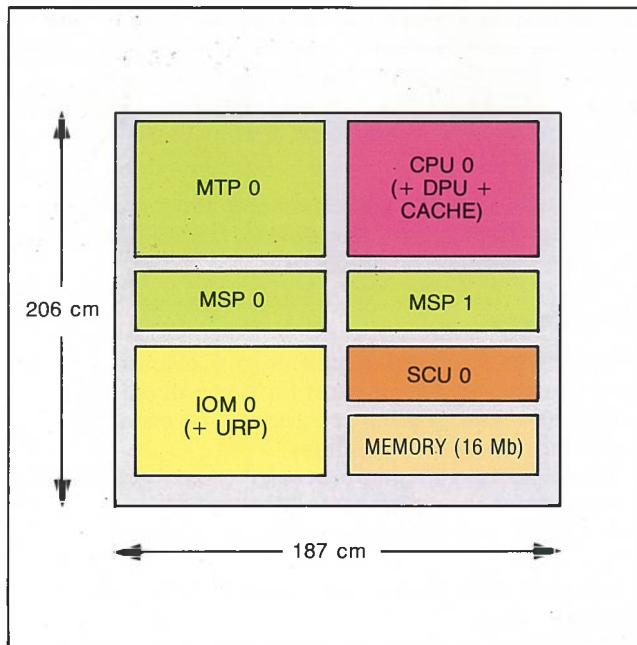 MTP 0
CPU 0
(+ DPU +
CACHE)
MSP 0
MSP 1
206 cm
IOM 0
(+ URP)
SCU 0
MEMORY (16 Mb)
187 cm